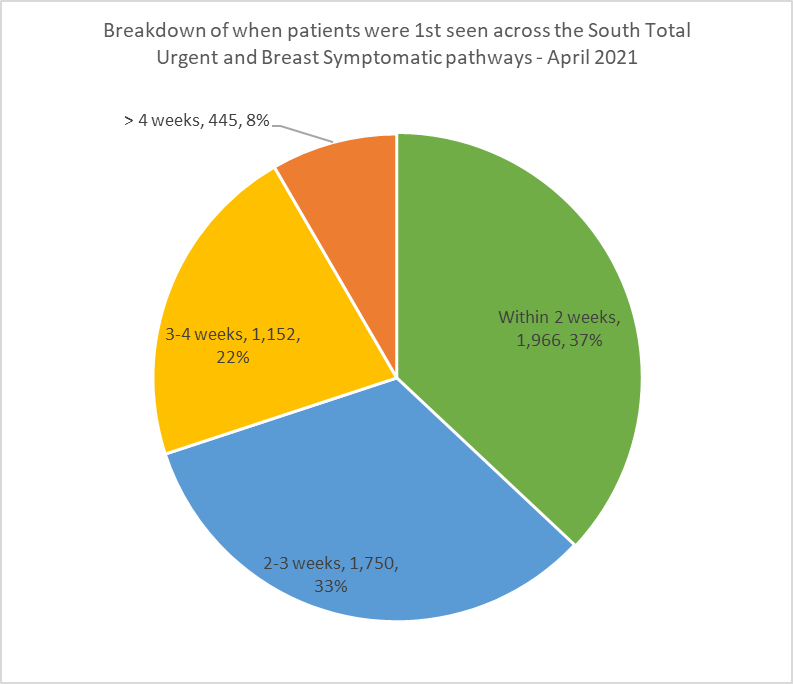 Breakdown of when patients were 1st seen across the South Total
Urgent and Breast Symptomatic pathways - April 2021
> 4 weeks, 445, 8%
Within 2 weeks,
1,966, 37%
3-4 weeks, 1,152,
22%
2-3 weeks, 1,750,
33%